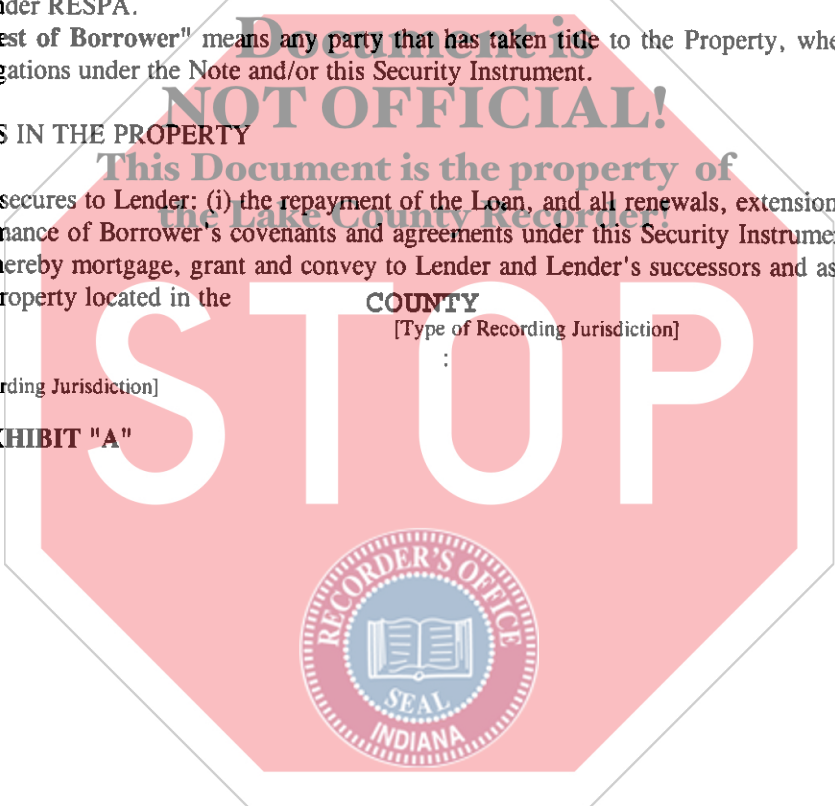 nder RESPA.
est of Borrower" means any party that has taken title to the Property, whe
gations under the Note and/or this Security Instrument.
Document is
NOT OFFICIAL!
This Document is the property of
the Lake County Recorder!
S IN THE PROPERTY
secures to Lender: (i) the repayment of the Loan, and all renewals, extension
nance of Borrower's covenants and agreements under this Security Instrume
ereby mortgage, grant and convey to Lender and Lender's successors and as
roperty located in the COUNTY
[Type of Recording Jurisdiction]
:
rding Jurisdiction]
XHIBIT "A"
STOP
RECORDER'S OFFICE
SEAL
INDIANA